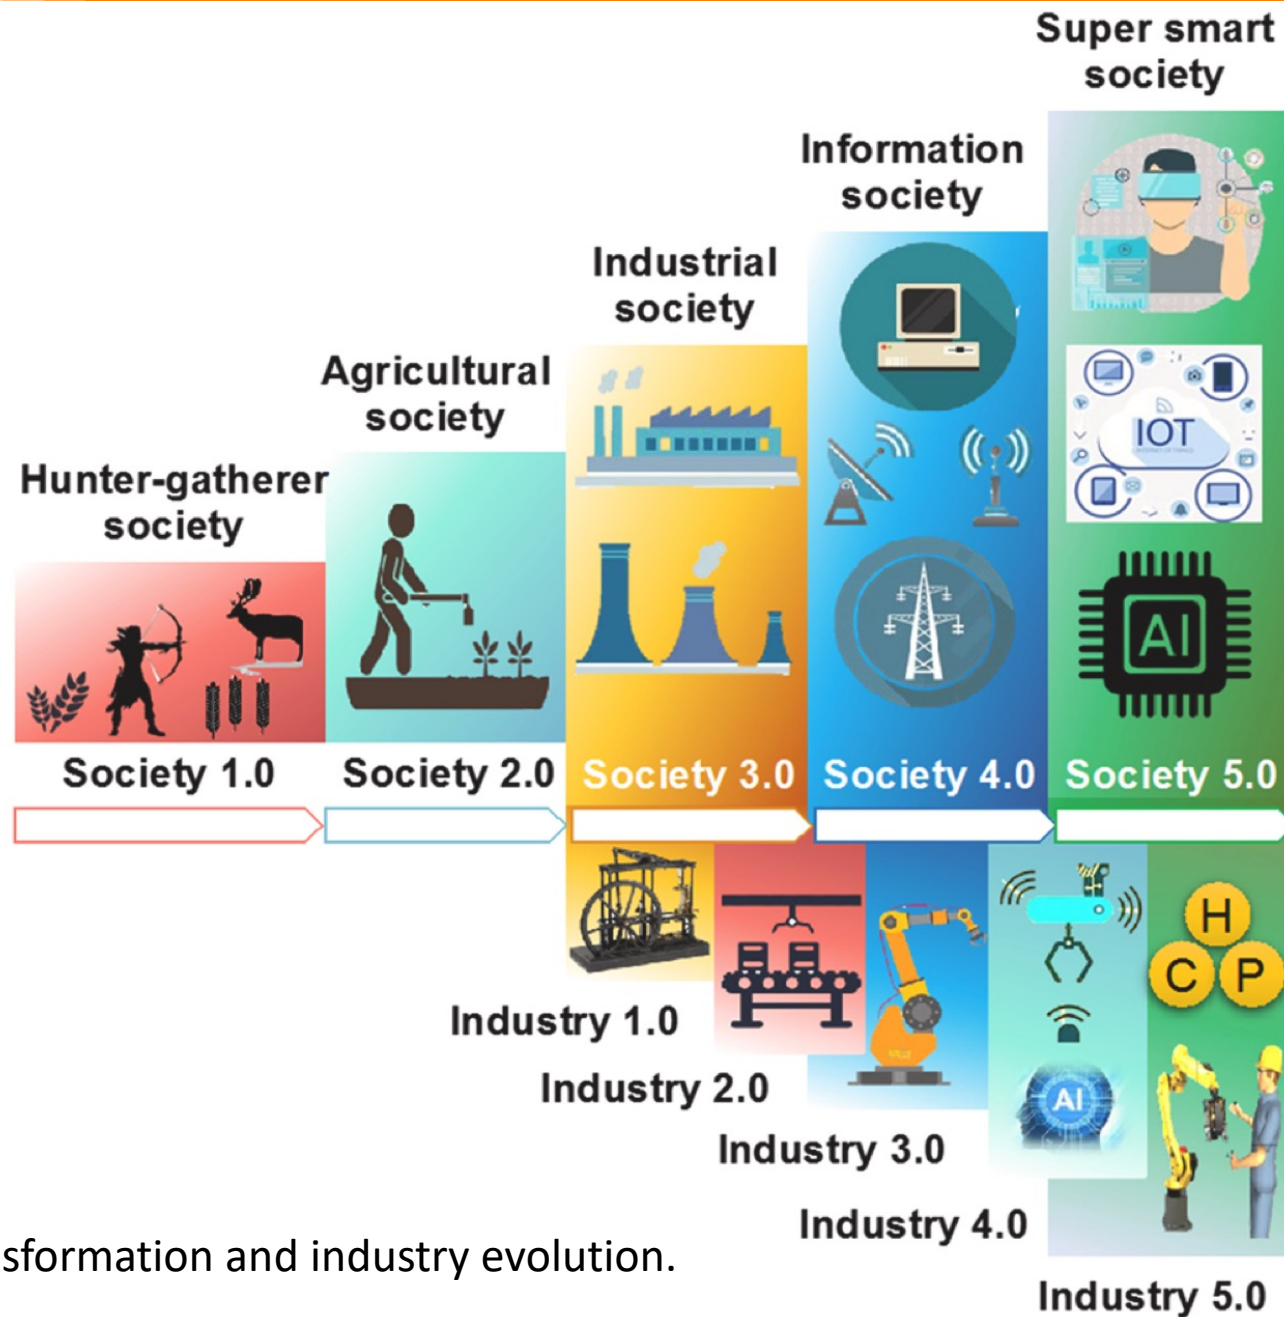 Super smart
society
Information
society
Industrial
society
Agricultural
society
Hunter-gatherer
society
IOT
AI
Society 1.0
Society 2.0
Society 3.0
Society 4.0
Society 5.0
H
C
P
Industry 1.0
AI
Industry 2.0
Industry 3.0
Industry 4.0
sformation and industry evolution.
Industry 5.0